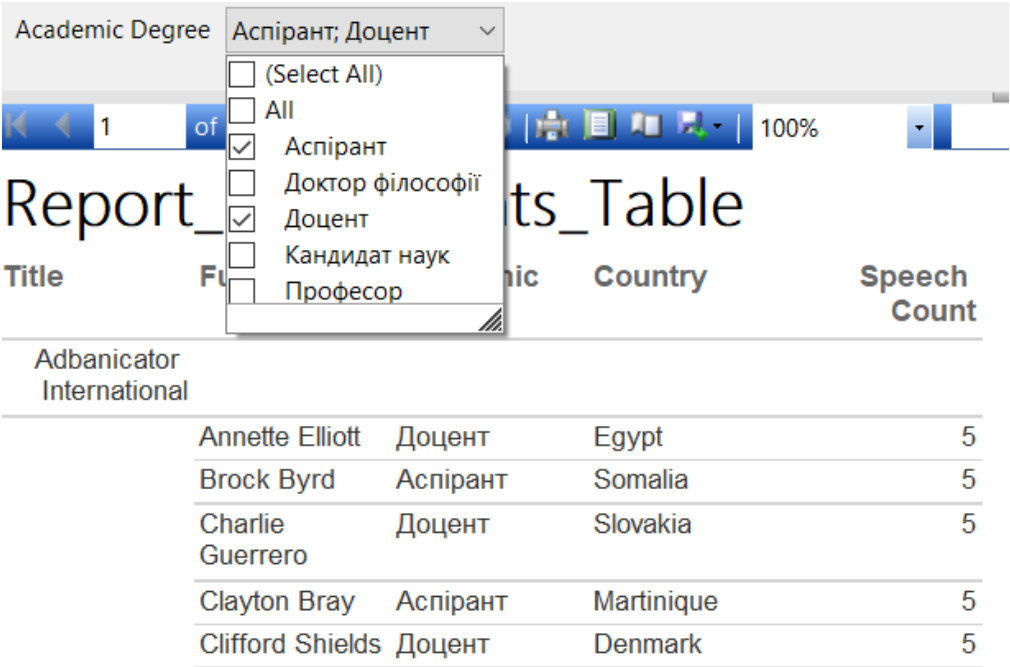 Academic Degree Аспірант; Доцент
(Select All)
All
Аспірант
Доктор філософії
Доцент
Кандидат наук
Професор
1 of 100%
Report_ ts_Table
Title Country Speech
Count
Adbanicator
International
Annette Elliott Доцент Egypt 5
Brock Byrd Аспірант Somalia 5
Charlie Доцент Slovakia 5
Guerrero
Clayton Bray Аспірант Martinique 5
Clifford Shields Доцент Denmark 5